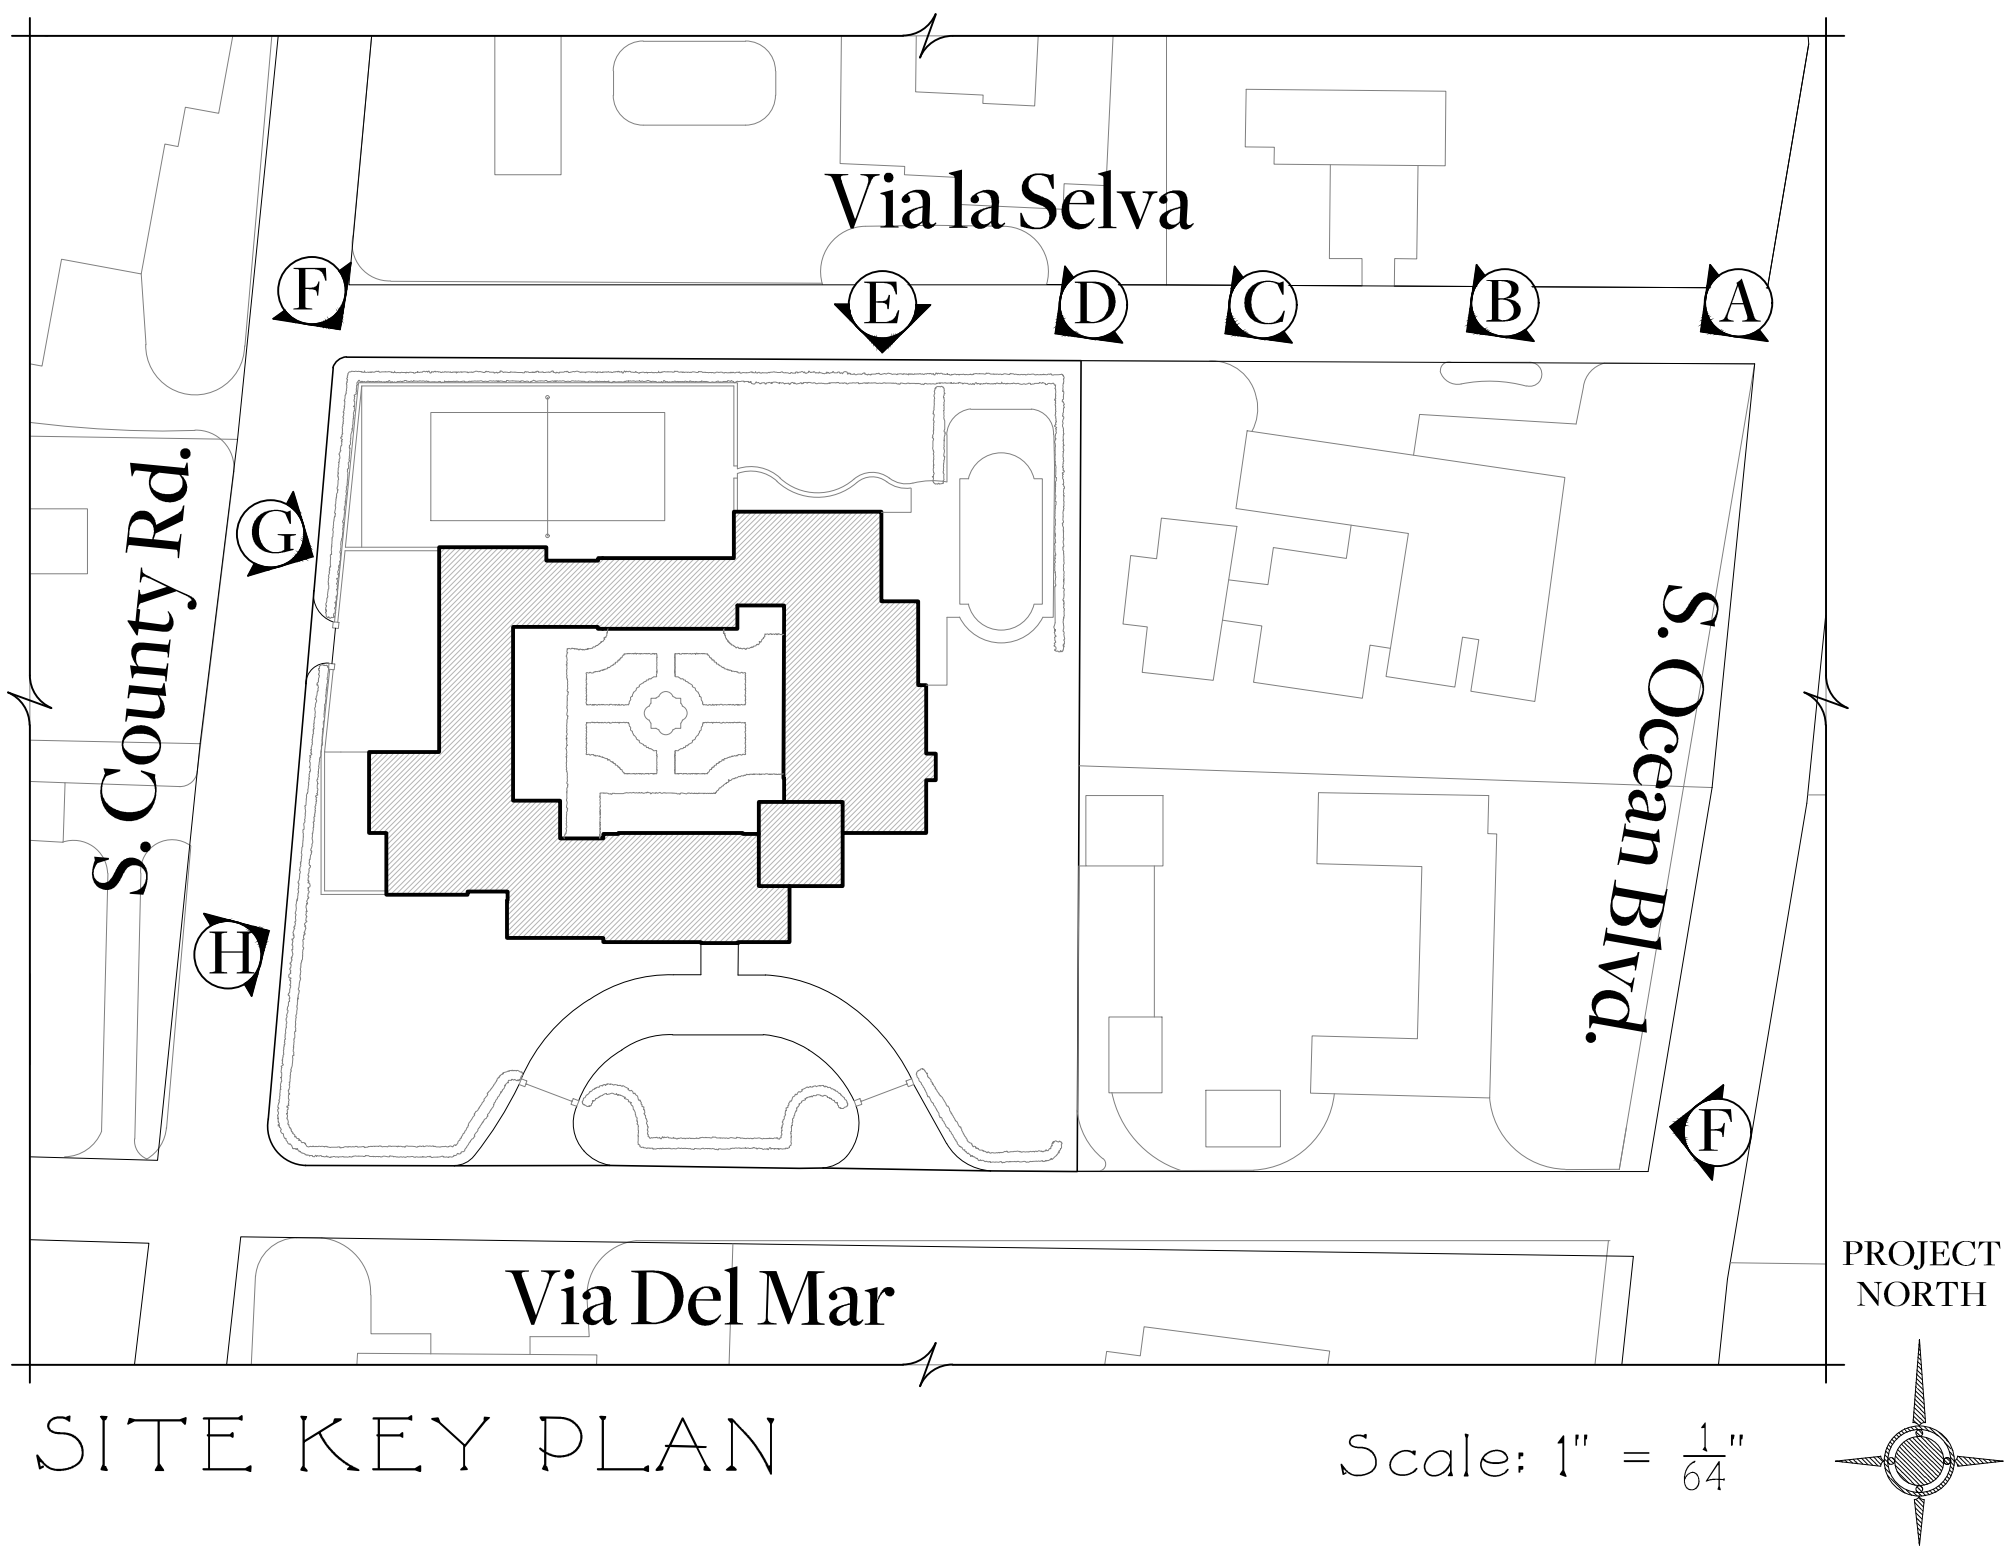 Via la Selva
F
E
D
C
B
A
S. County Rd.
G
S. Ocean Blvd.
H
F
Via Del Mar
PROJECT
NORTH
SITE KEY PLAN
Scale: 1" = 1/64"